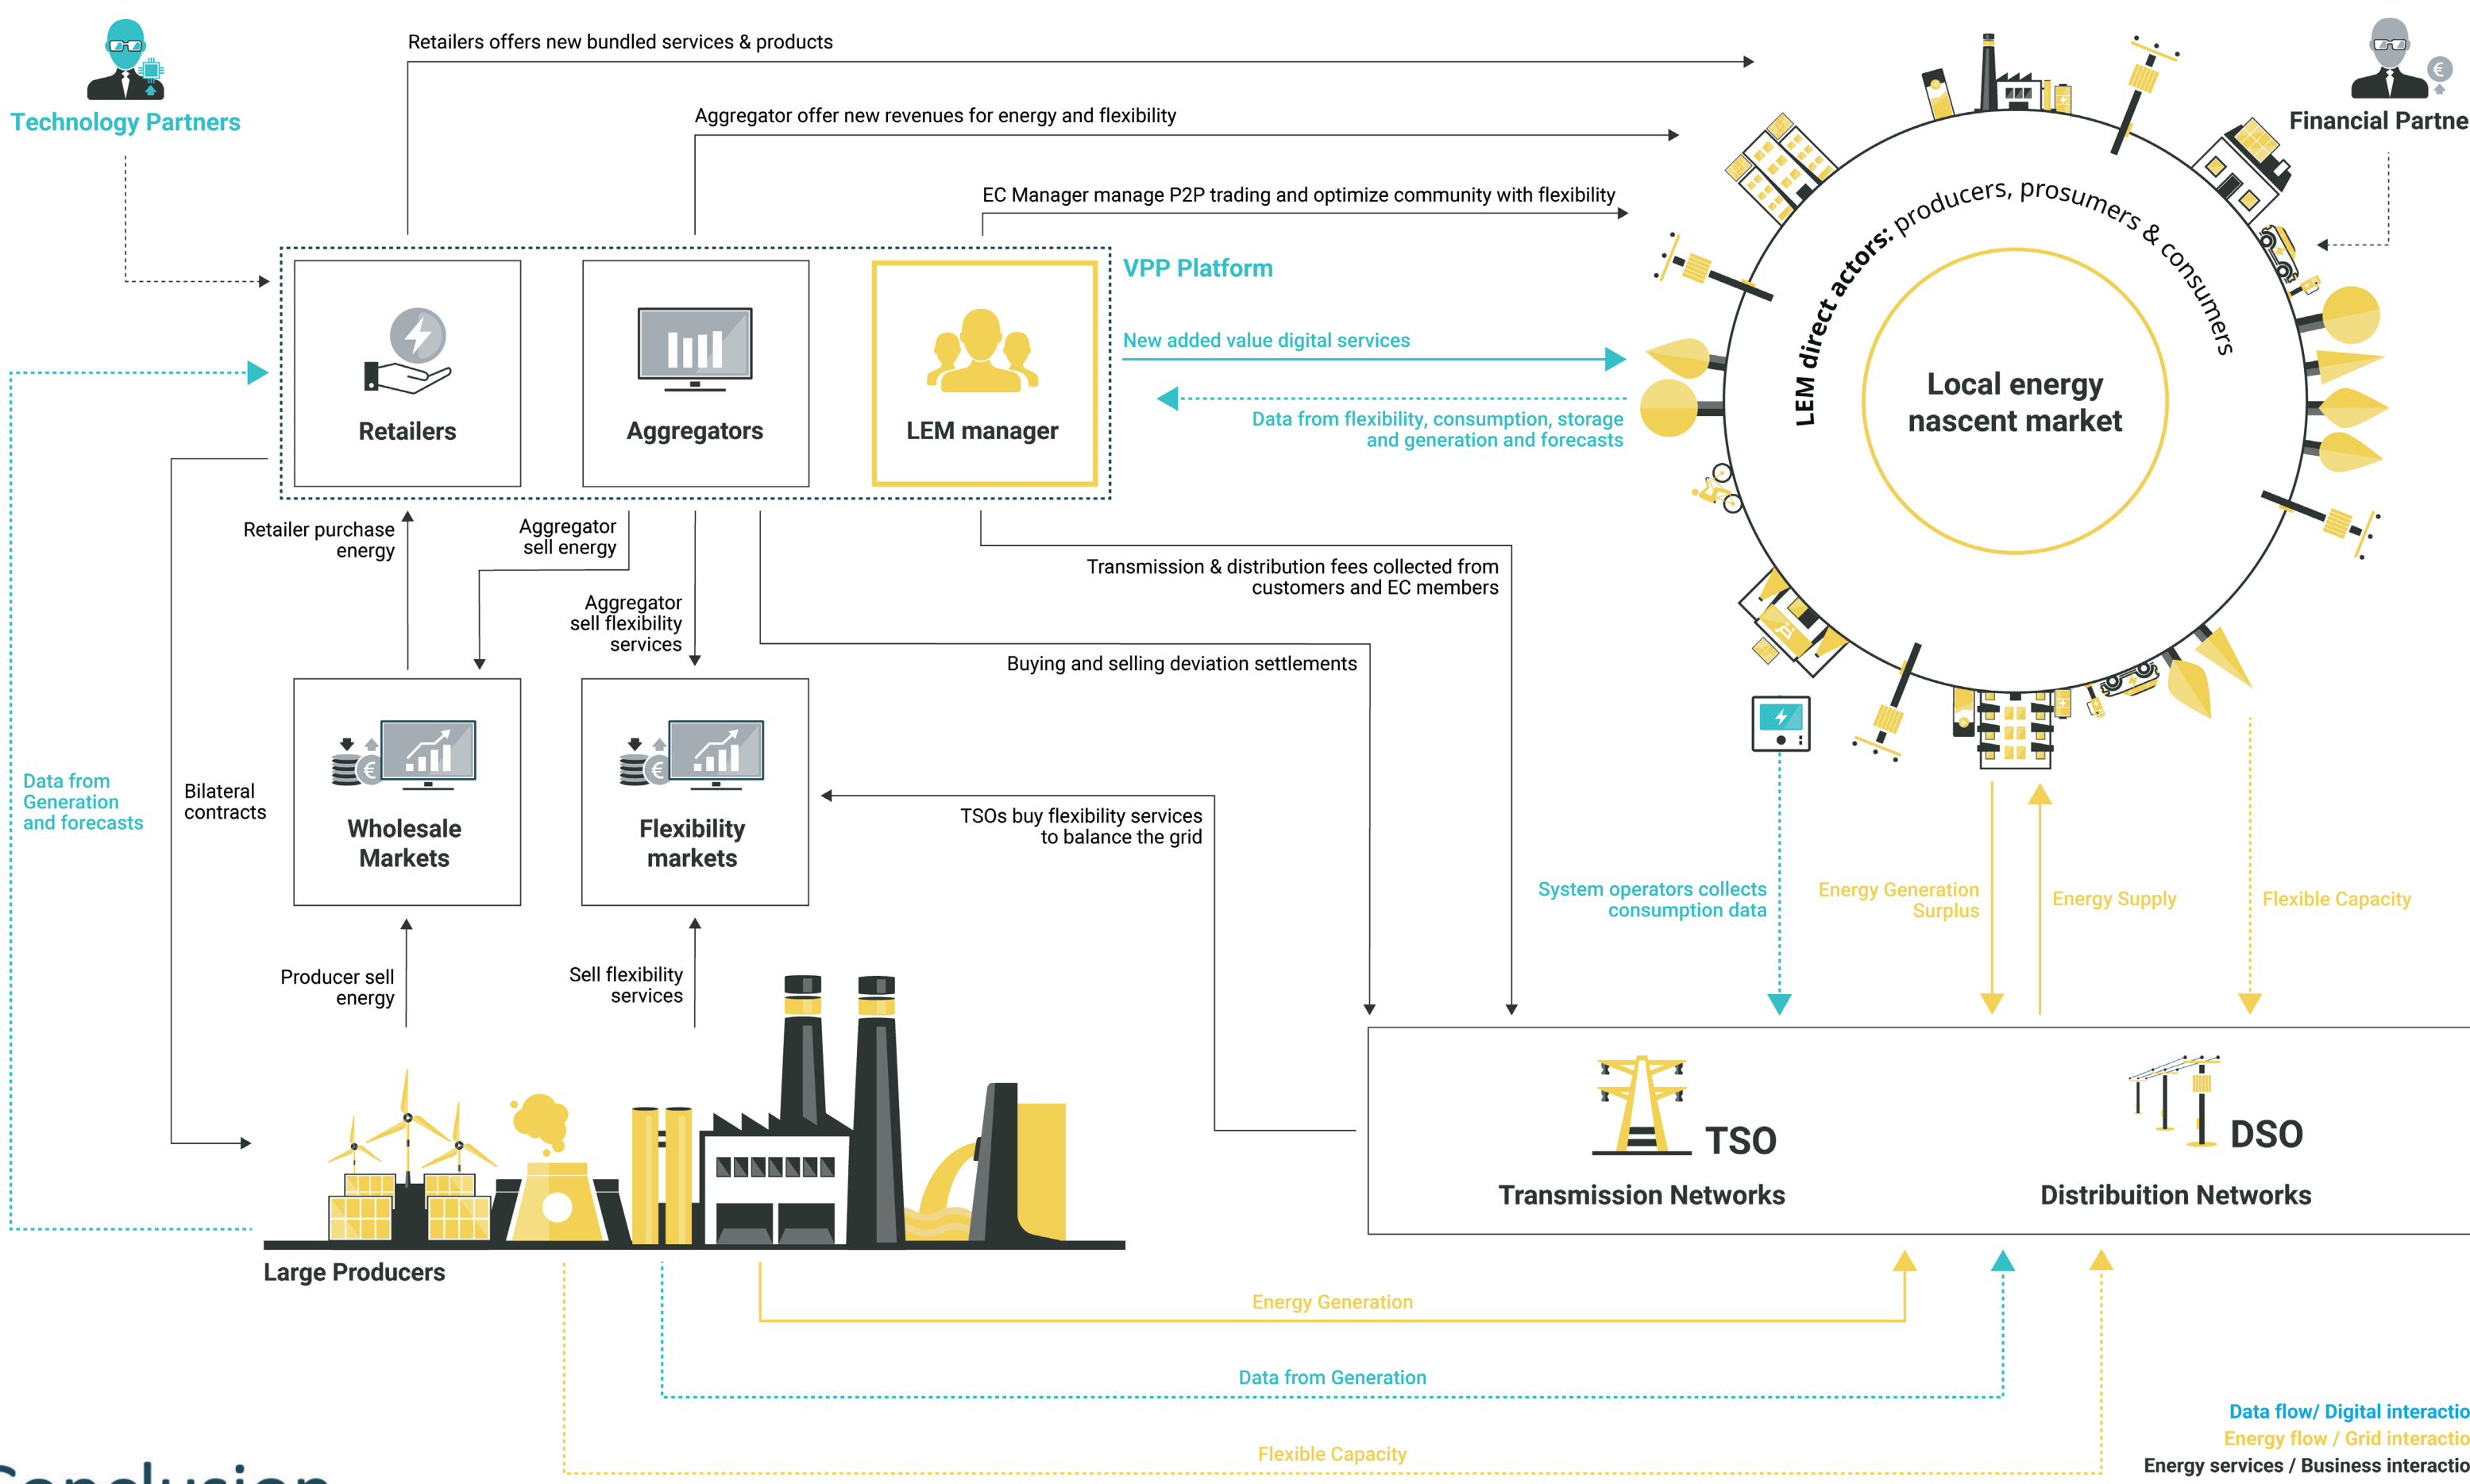 Retailers offers new bundled services & products
Technology Partners
Aggregator offer new revenues for energy and flexibility
Financial Partne
EC Manager manage P2P trading and optimize community with flexibility
LEM direct actors: producers, prosumers & consumers
VPP Platform
New added value digital services
Data from flexibility, consumption, storage
and generation and forecasts
Local energy
nascent market
Retailers
Aggregators
LEM manager
Retailer purchase
energy
Aggregator
sell energy
Aggregator
sell flexibility
services
Transmission & distribution fees collected from
customers and EC members
Buying and selling deviation settlements
Data from
Generation
and forecasts
Bilateral
contracts
€
Wholesale
Markets
€
Flexibility
markets
TSOs buy flexibility services
to balance the grid
System operators collects
consumption data
Energy Generation
Surplus
Energy Supply
Flexible Capacity
Producer sell
energy
Sell flexibility
services
TSO
Transmission Networks
DSO
Distribuition Networks
Large Producers
Energy Generation
Data from Generation
Flexible Capacity
Data flow/ Digital interactio
Energy flow / Grid interactio
Energy services / Business interactio
Conclusion